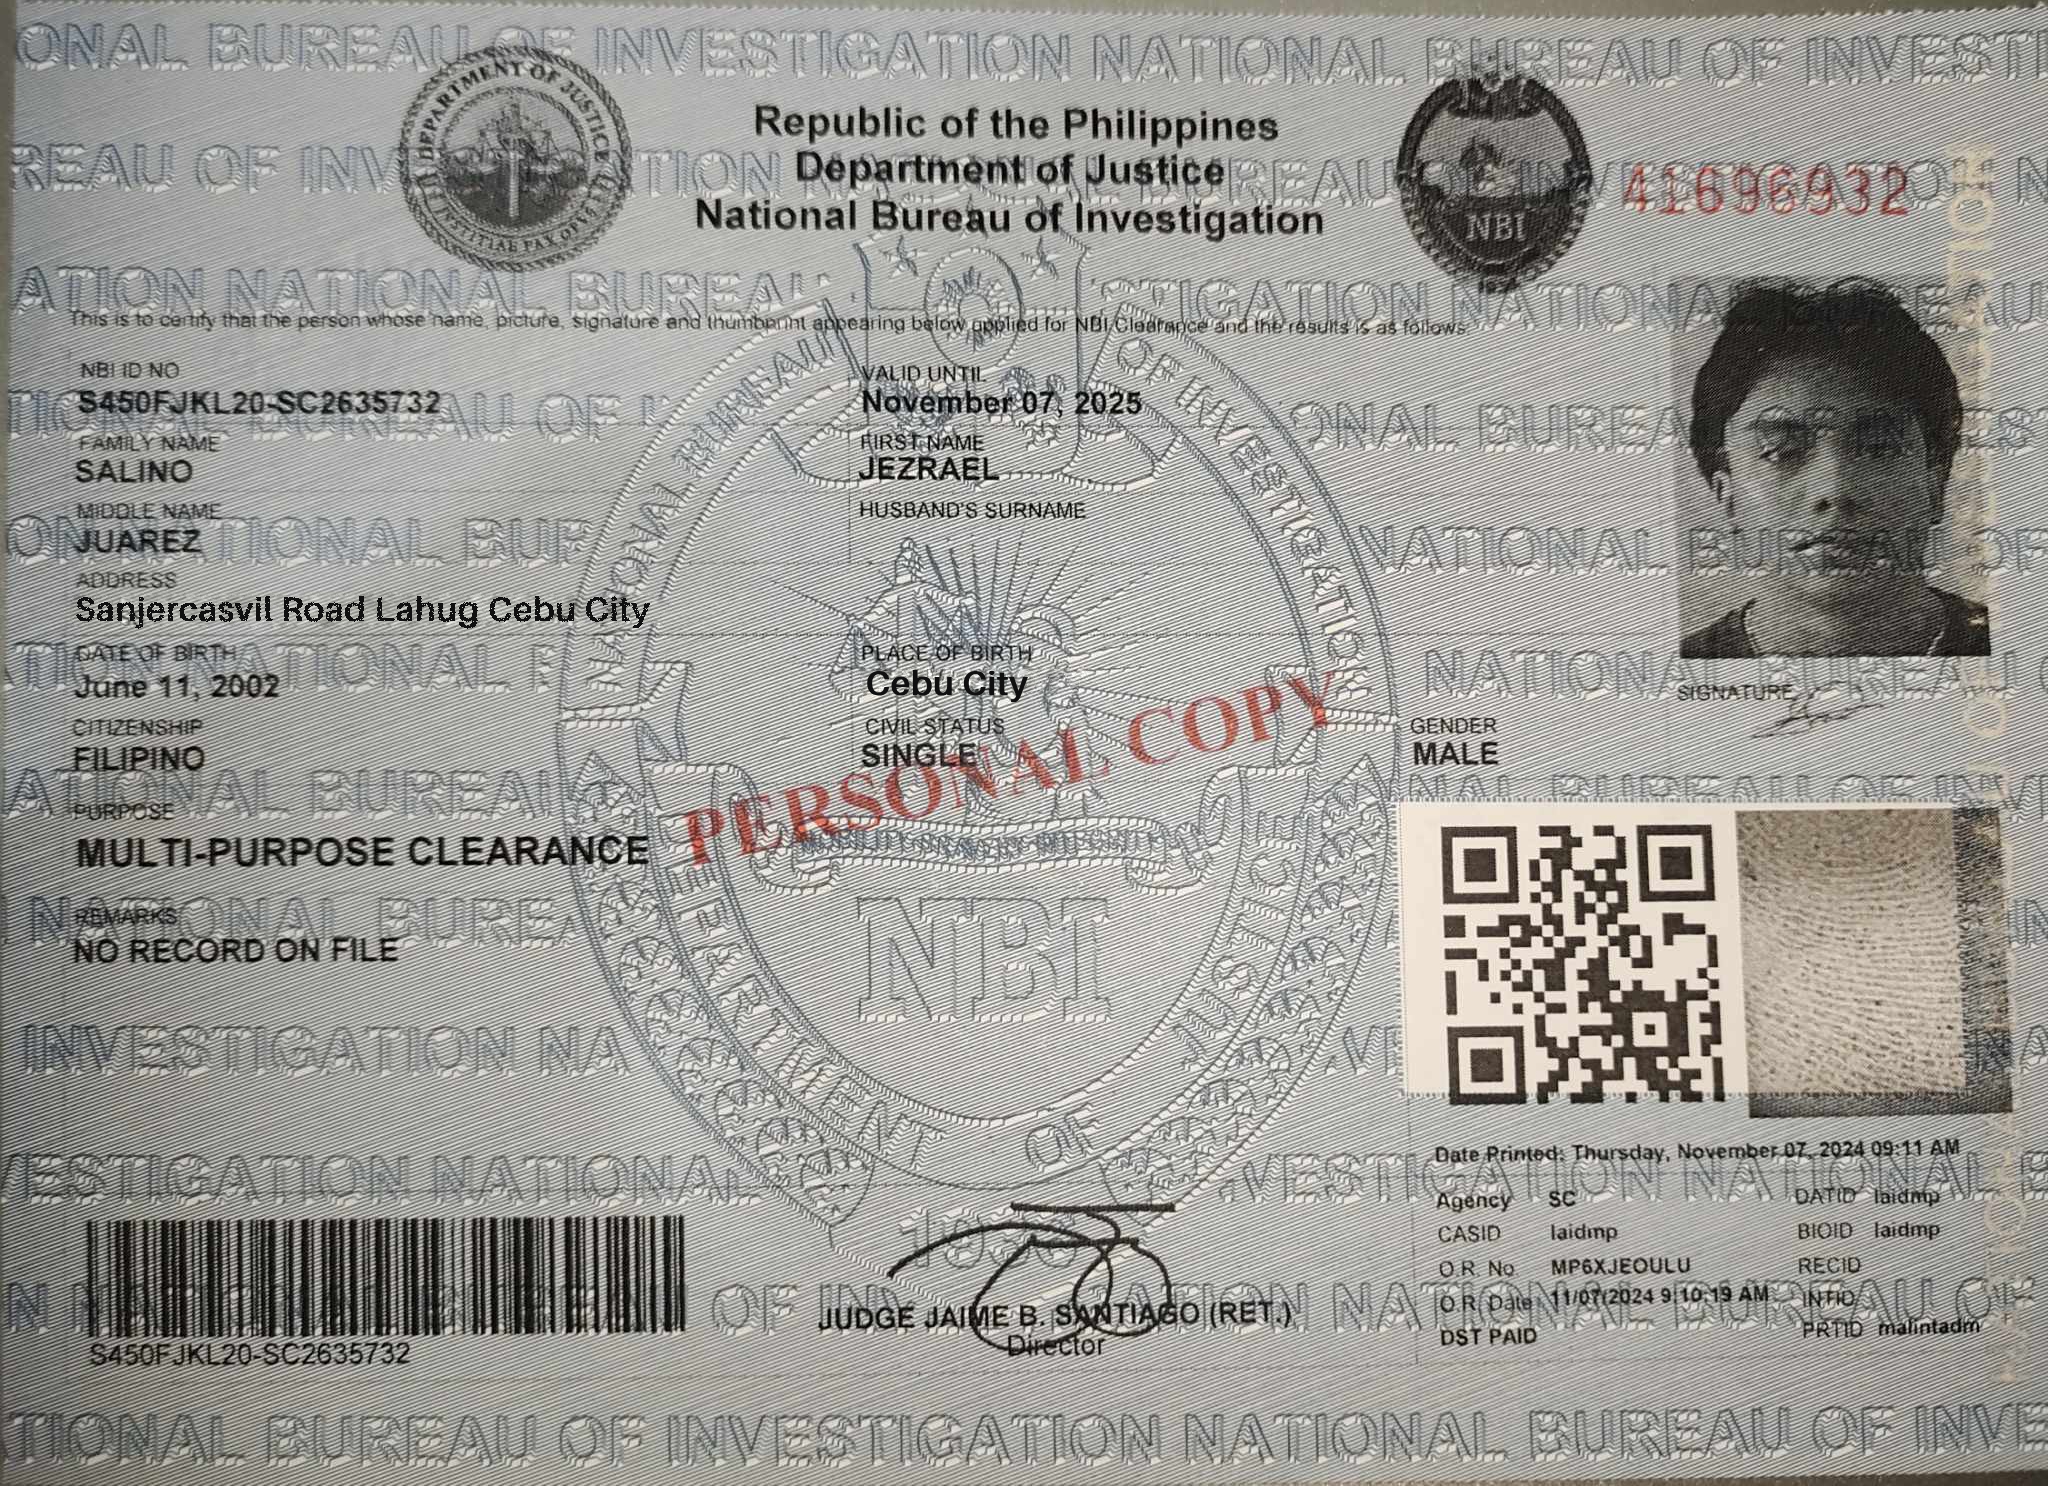 Republic of the Philippines
Department of Justice
National Bureau of Investigation
DEPARTMENT OF JUSTICE
NBI
41696932
This is to certify that the person whose name, picture, signature and thumbprint appearing below applied for NBI Clearance and the results is as follows:
NBI ID NO
S450FJKL20-SC2635732
VALID UNTIL
November 07, 2025
FAMILY NAME
SALINO
FIRST NAME
JEZRAEL
MIDDLE NAME
JUAREZ
HUSBAND'S SURNAME
ADDRESS
Sanjercasvil Road Lahug Cebu City
DATE OF BIRTH
June 11, 2002
PLACE OF BIRTH
Cebu City
CITIZENSHIP
FILIPINO
CIVIL STATUS
SINGLE
GENDER
MALE
SIGNATURE
PERSONAL COPY
PURPOSE
MULTI-PURPOSE CLEARANCE
REMARKS
NO RECORD ON FILE
NBI
Date Printed: Thursday, November 07, 2024 09:11 AM
Agency SC DATID laidmp
CASID laidmp BIOID laidmp
O.R. No. MP6XJEOULU RECID
O.R. Date 11/07/2024 9:10:19 AM INTID
DST PAID PRTID malintadm
S450FJKL20-SC2635732
JUDGE JAIME B. SANTIAGO (RET.)
Director
NATIONAL BUREAU OF INVESTIGATION